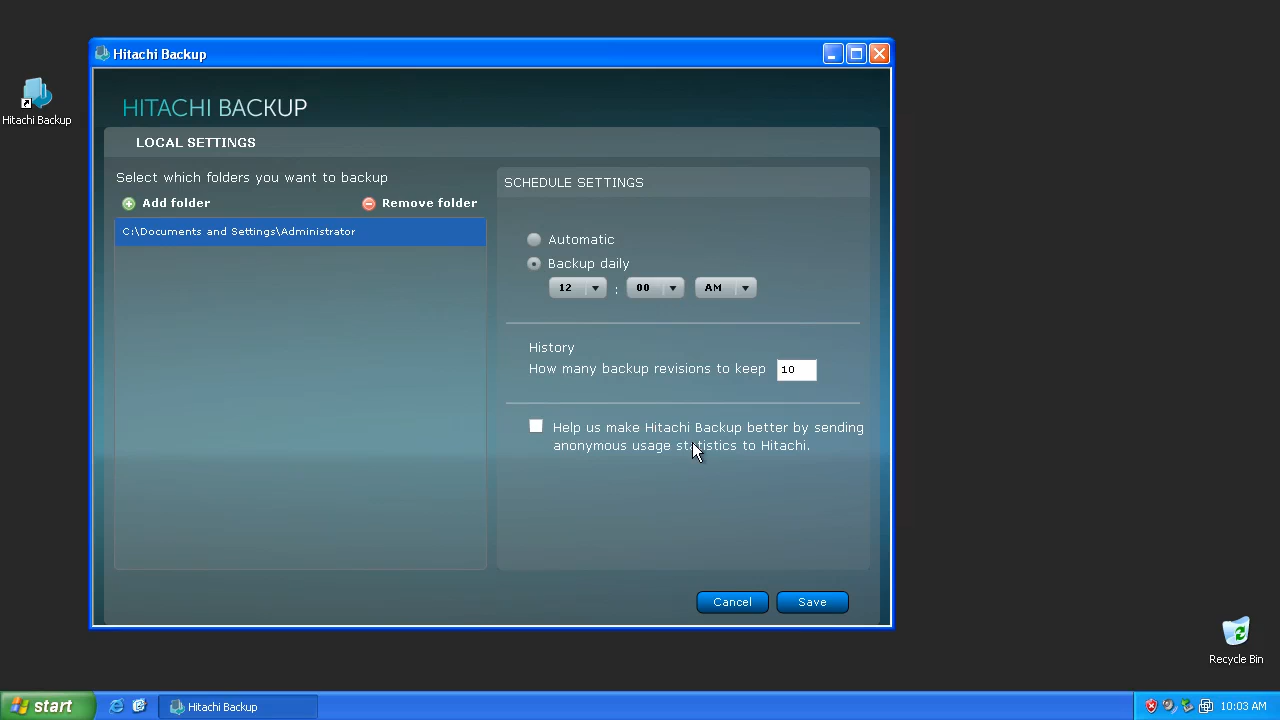 Hitachi Backup
Hitachi Backup
HITACHI BACKUP
LOCAL SETTINGS
Select which folders you want to backup
Add folder
Remove folder
C:\Documents and Settings\Administrator
SCHEDULE SETTINGS
Automatic
Backup daily
12 : 00 AM
History
How many backup revisions to keep 10
Help us make Hitachi Backup better by sending
anonymous usage statistics to Hitachi.
Cancel
Save
Recycle Bin
start
Hitachi Backup
10:03 AM